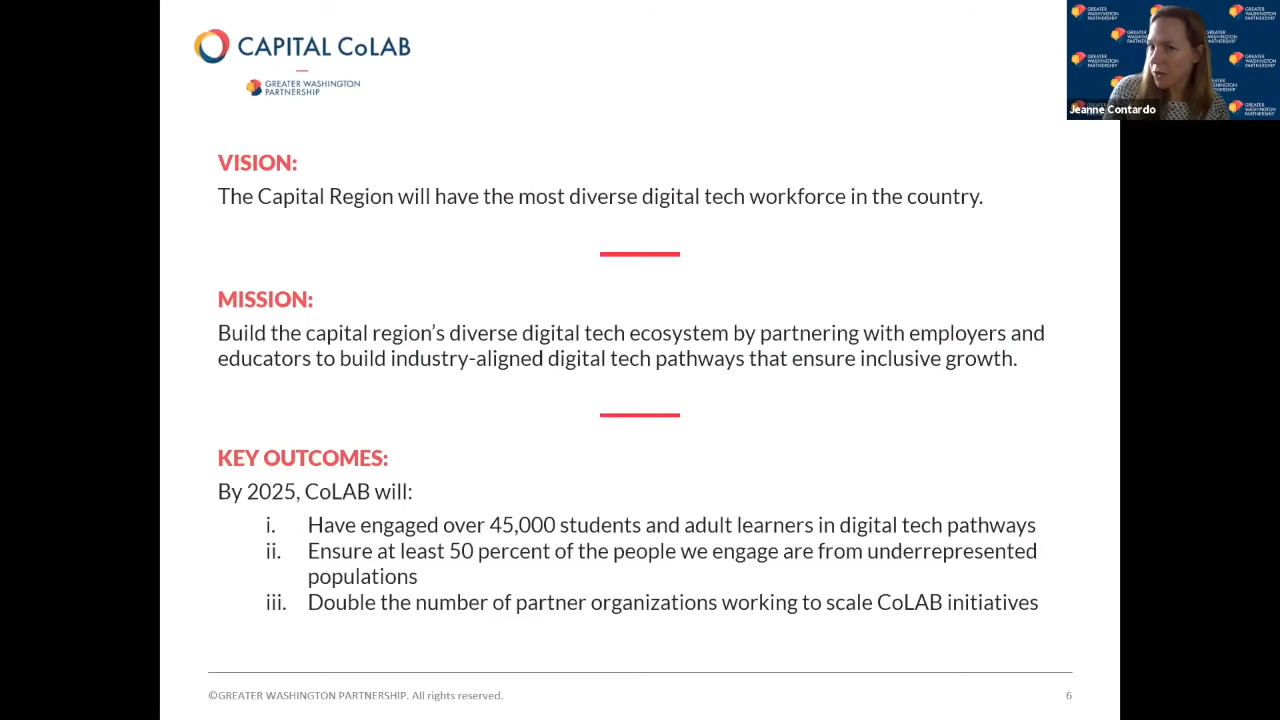 CAPITAL CoLAB
GREATER WASHINGTON
PARTNERSHIP
VISION:
The Capital Region will have the most diverse digital tech workforce in the country.
MISSION:
Build the capital region’s diverse digital tech ecosystem by partnering with employers and
educators to build industry-aligned digital tech pathways that ensure inclusive growth.
KEY OUTCOMES:
By 2025, CoLAB will:
i. Have engaged over 45,000 students and adult learners in digital tech pathways
ii. Ensure at least 50 percent of the people we engage are from underrepresented
populations
iii. Double the number of partner organizations working to scale CoLAB initiatives
©GREATER WASHINGTON PARTNERSHIP. All rights reserved.
6
GREATER
WASHINGTON
PARTNERSHIP
Jeanne Contardo